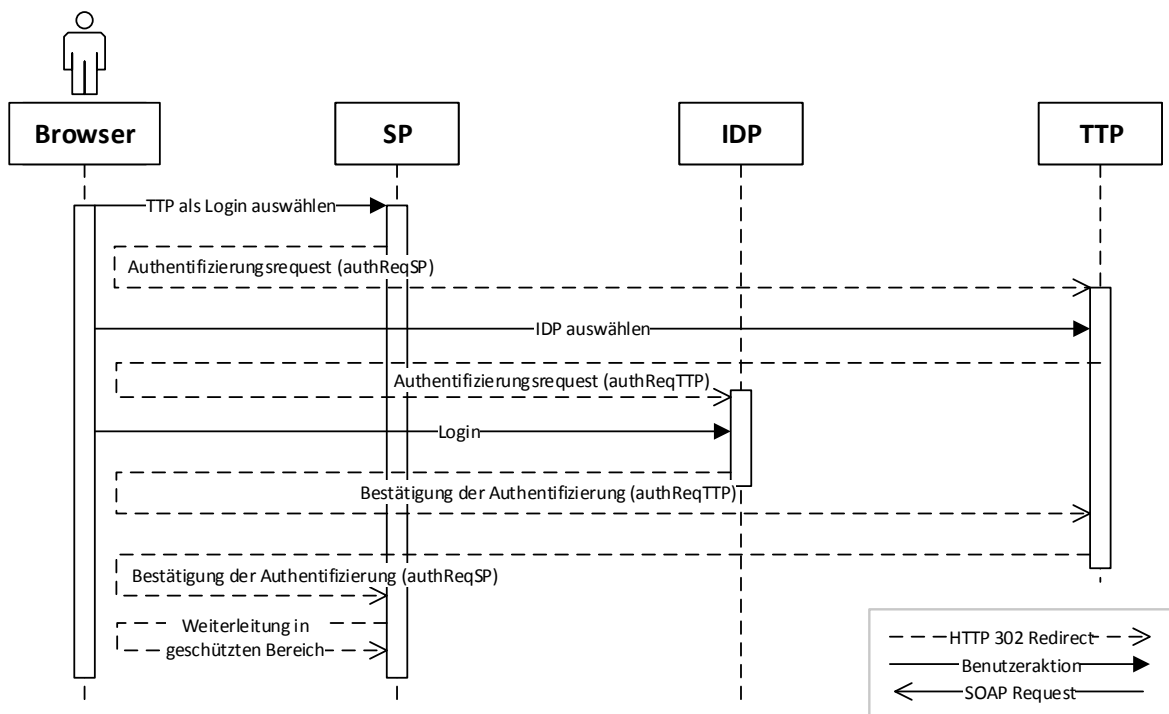 Browser
SP
IDP
TTP
TTP als Login auswählen
Authentifizierungsrequest (authReqSP)
IDP auswählen
Authentifizierungsrequest (authReqTTP)
Login
Bestätigung der Authentifizierung (authReqTTP)
Bestätigung der Authentifizierung (authReqSP)
Weiterleitung in
geschützten Bereich
HTTP 302 Redirect
Benutzeraktion
SOAP Request